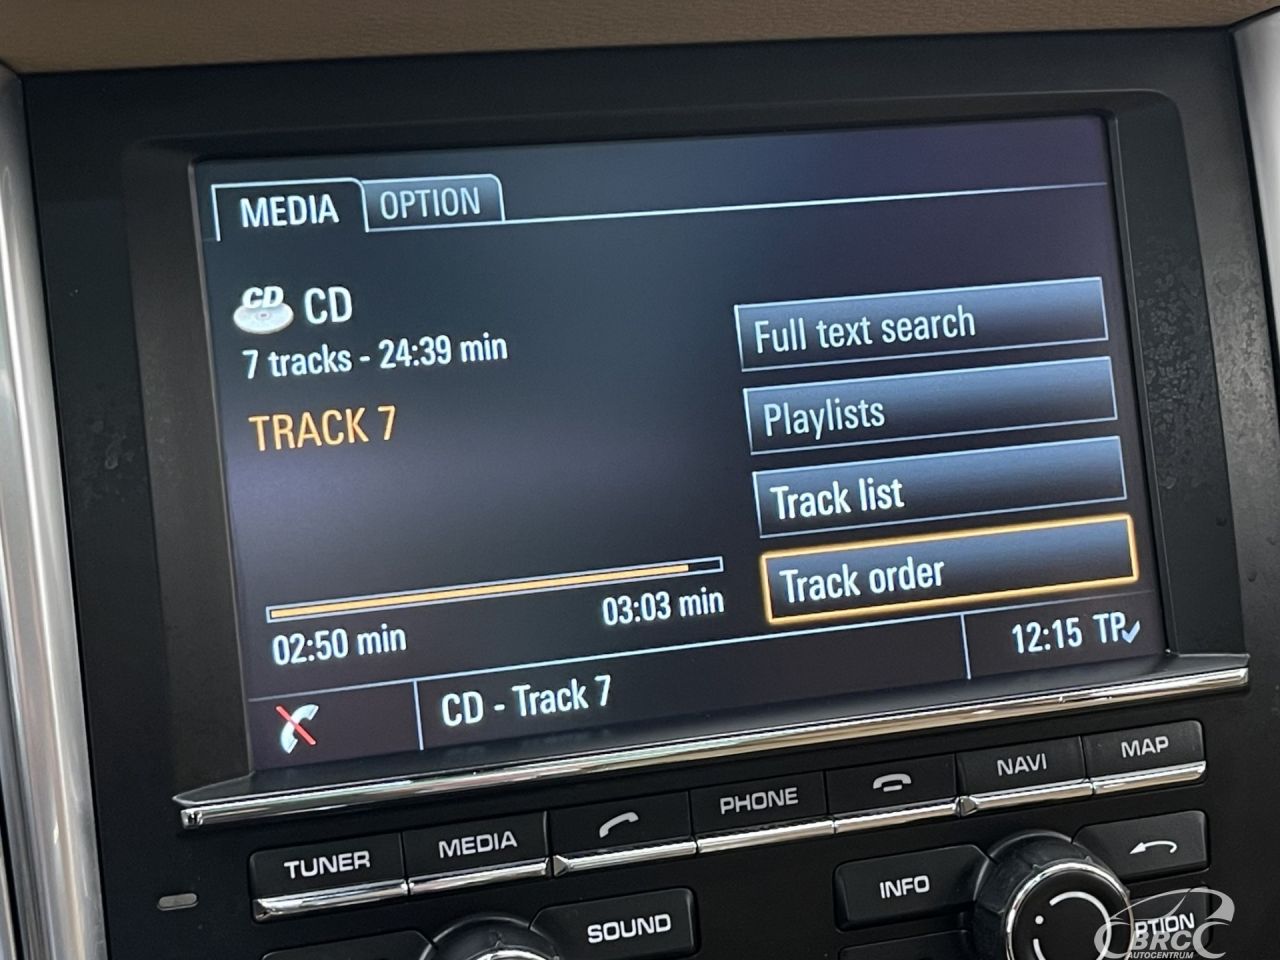 MEDIA
OPTION
CD CD
7 tracks - 24:39 min
TRACK 7
Full text search
Playlists
Track list
Track order
02:50 min
03:03 min
CD - Track 7
12:15 TP
TUNER
MEDIA
PHONE
NAVI
MAP
SOUND
INFO
PTION
BRC
AUTOCENTRUM